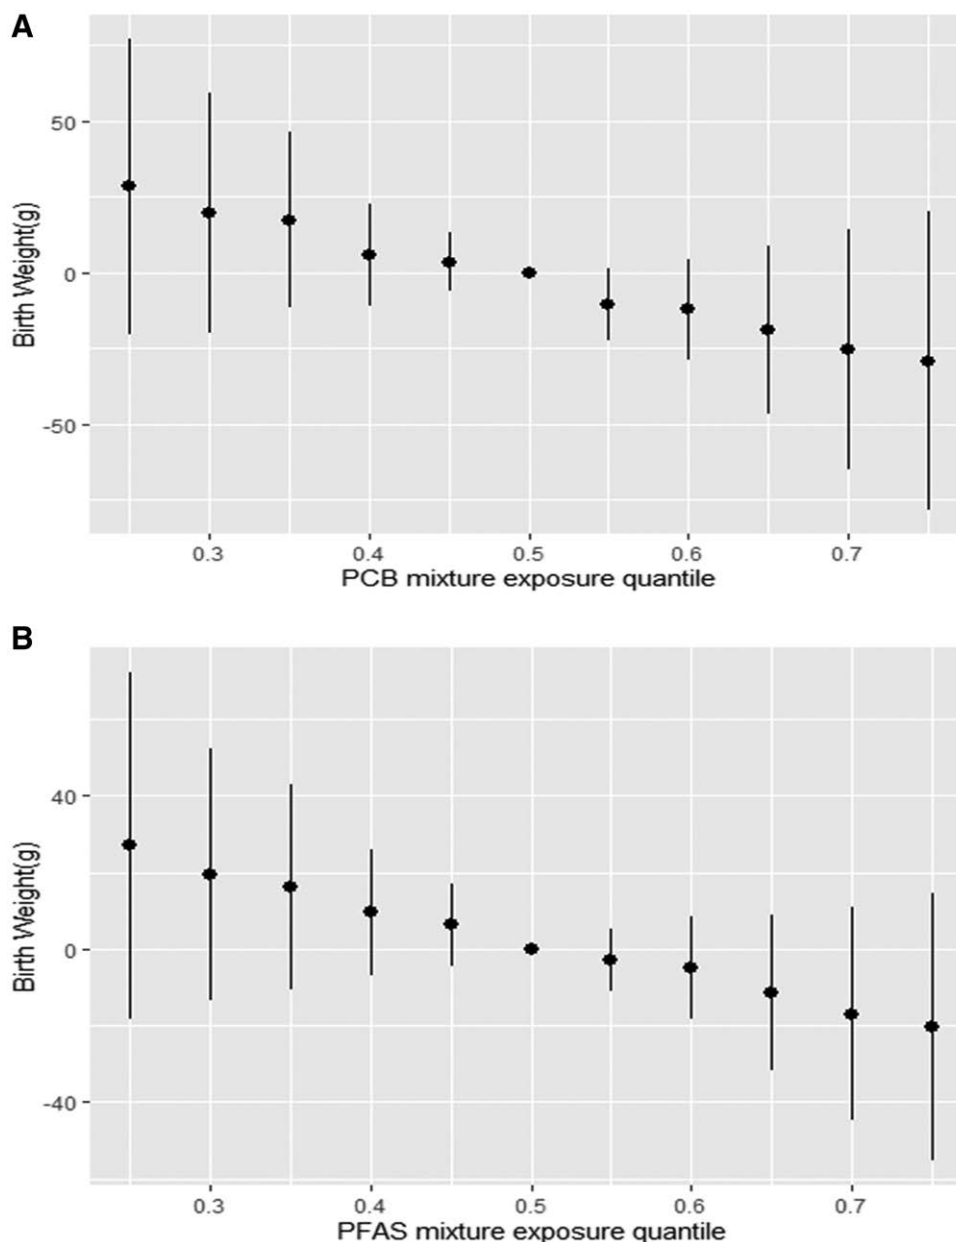 A
50
0
-50
Birth Weight(g)
0.3 0.4 0.5 0.6 0.7
PCB mixture exposure quantile
B
40
0
-40
Birth Weight(g)
0.3 0.4 0.5 0.6 0.7
PFAS mixture exposure quantile